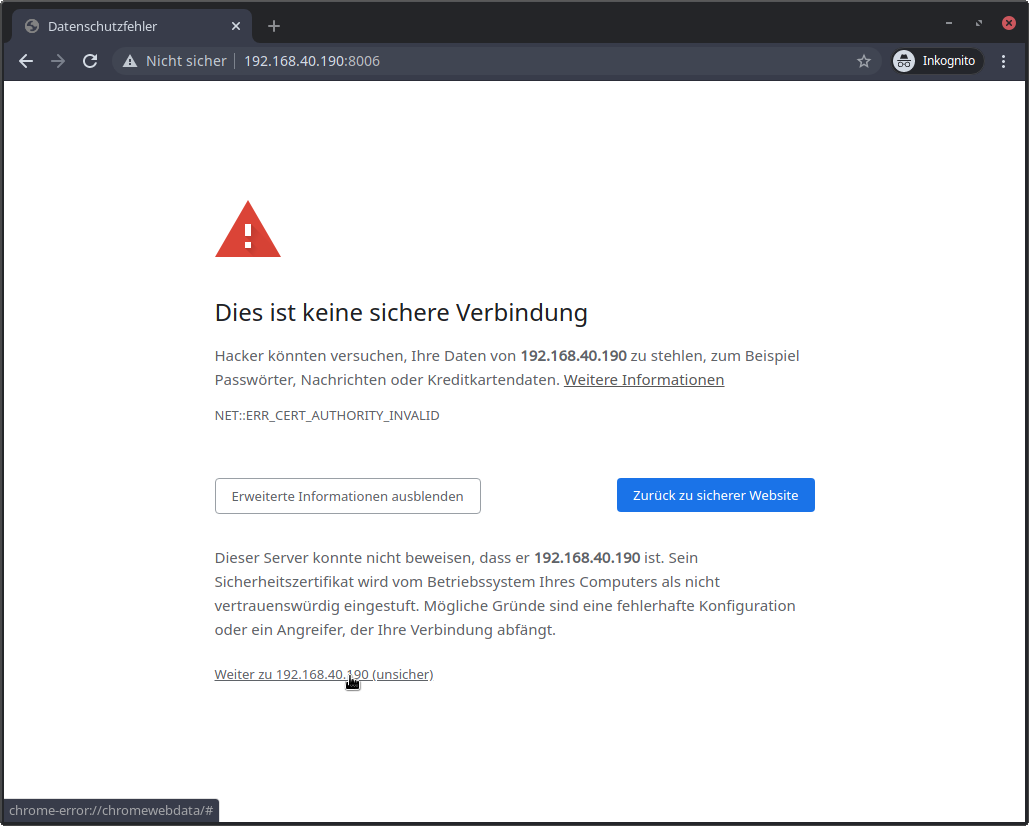 Datenschutzfehler
Nicht sicher 192.168.40.190:8006 Inkognito
Dies ist keine sichere Verbindung
Hacker könnten versuchen, Ihre Daten von 192.168.40.190 zu stehlen, zum Beispiel
Passwörter, Nachrichten oder Kreditkartendaten. Weitere Informationen
NET::ERR_CERT_AUTHORITY_INVALID
Erweiterte Informationen ausblenden Zurück zu sicherer Website
Dieser Server konnte nicht beweisen, dass er 192.168.40.190 ist. Sein
Sicherheitszertifikat wird vom Betriebssystem Ihres Computers als nicht
vertrauenswürdig eingestuft. Mögliche Gründe sind eine fehlerhafte Konfiguration
oder ein Angreifer, der Ihre Verbindung abfängt.
Weiter zu 192.168.40.190 (unsicher)
chrome-error://chromewebdata/#